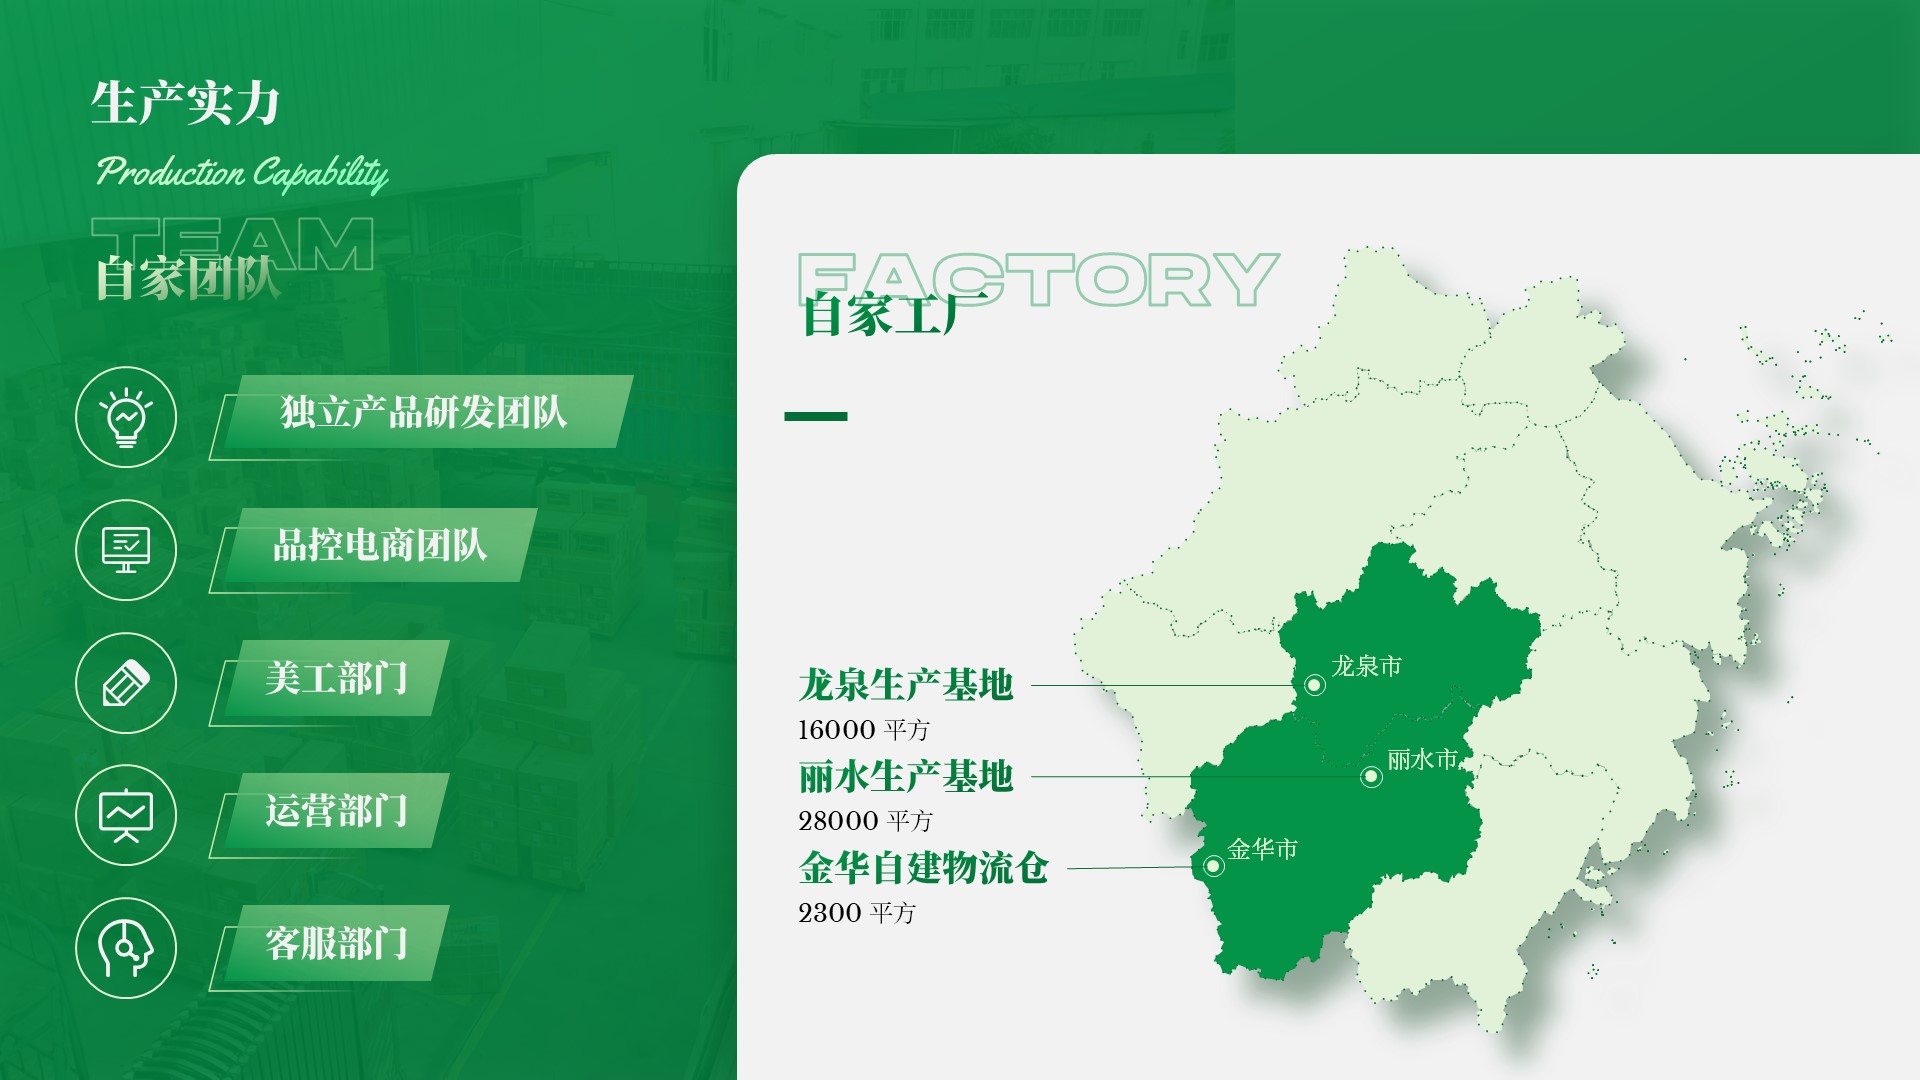 生产实力
Production Capability
TEAM
自家团队
独立产品研发团队
品控电商团队
美工部门
运营部门
客服部门
FACTORY
自家工厂
龙泉生产基地
16000 平方
丽水生产基地
28000 平方
金华自建物流仓
2300 平方
龙泉市
丽水市
金华市